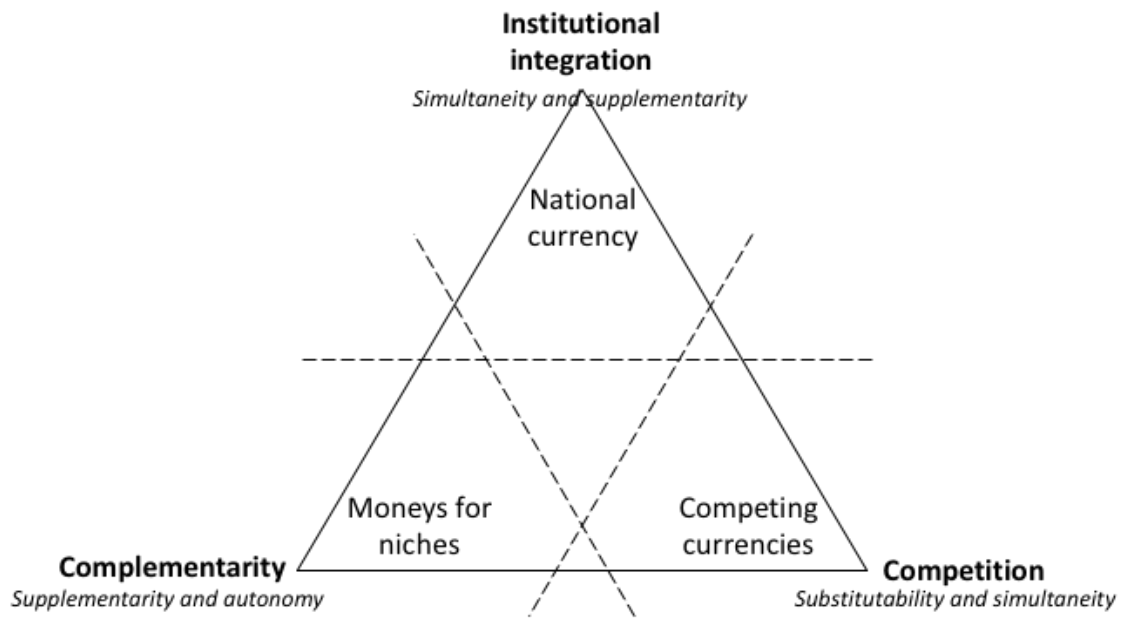 Institutional
integration
Simultaneity and supplementarity
National
currency
Moneys for
niches
Competing
currencies
Complementarity
Supplementarity and autonomy
Competition
Substitutability and simultaneity